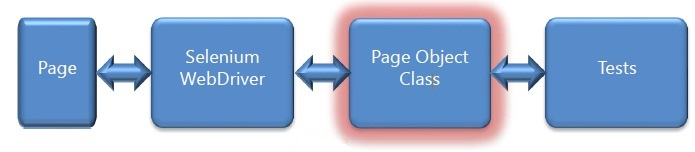 Page
Selenium
WebDriver
Page Object
Class
Tests